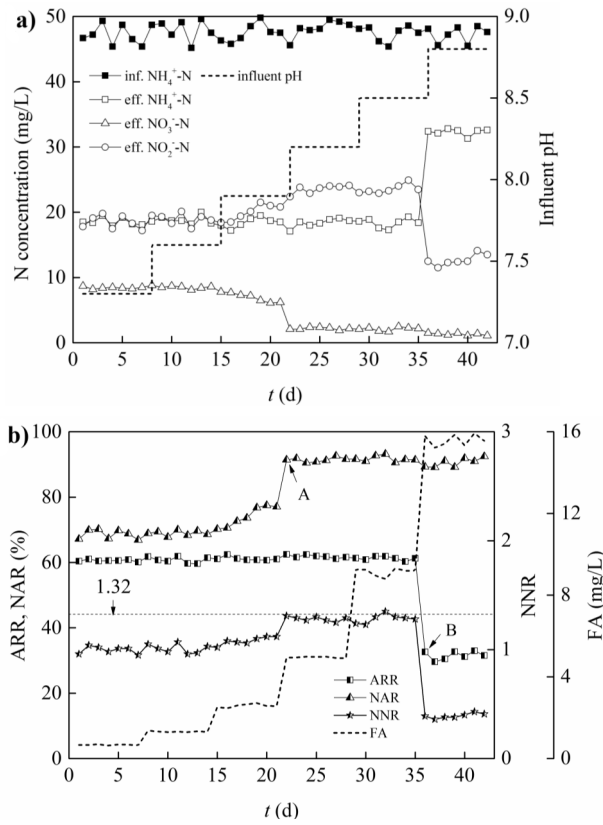 a)
50
40
30
20
10
0
N concentration (mg/L)
inf. NH₄⁺-N
influent pH
eff. NH₄⁺-N
eff. NO₃⁻-N
eff. NO₂⁻-N
9.0
8.5
8.0
7.5
7.0
Influent pH
0 5 10 15 20 25 30 35 40
t (d)
b)
100
80
60
40
20
0
ARR, NAR (%)
A
1.32
B
ARR
NAR
NNR
FA
3
2
1
0
NNR
16
12
8
4
0
FA (mg/L)
0 5 10 15 20 25 30 35 40
t (d)